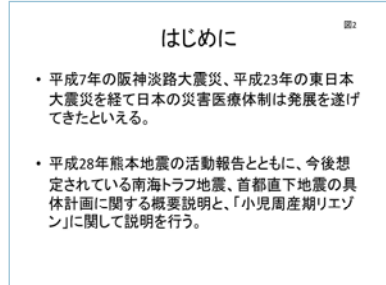 図2
はじめに
• 平成7年の阪神淡路大震災、平成23年の東日本
大震災を経て日本の災害医療体制は発展を遂げ
てきたといえる。
• 平成28年熊本地震の活動報告とともに、今後想
定されている南海トラフ地震、首都直下地震の具
体計画に関する概要説明と、「小児周産期リエゾ
ン」に関して説明を行う。